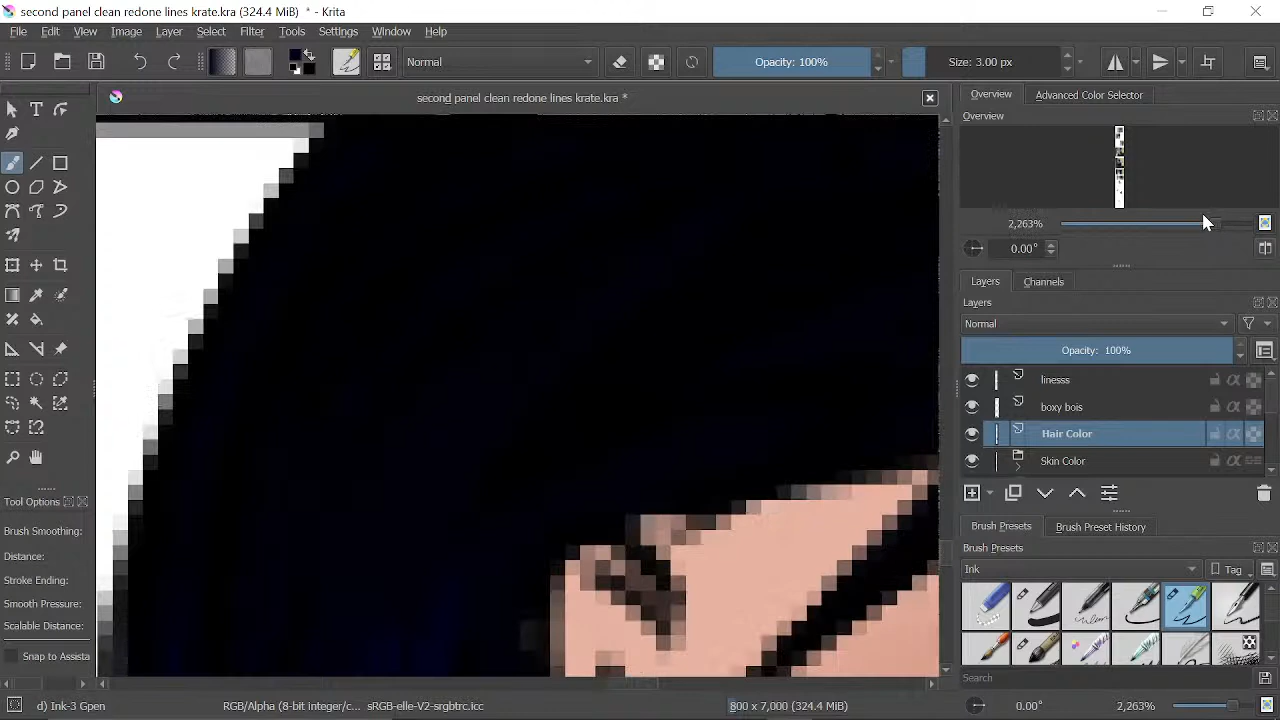 second panel clean redone lines krate.kra (324.4 MiB) * - Krita
File Edit View Image Layer Select Filter Tools Settings Window Help
Normal
Opacity: 100%
Size: 3.00 px
second panel clean redone lines krate.kra *
Overview
Advanced Color Selector
Overview
2,263%
0.00°
Layers
Channels
Layers
Normal
Opacity: 100%
linesss
boxy bois
Hair Color
Skin Color
Tool Options
Brush Smoothing:
Distance:
Stroke Ending:
Smooth Pressure:
Scalable Distance:
Snap to Assista
Brush Presets
Brush Preset History
Brush Presets
Ink
Tag
Search
d) Ink-3 Gpen
RGB/Alpha (8-bit integer/c...
sRGB-elle-V2-srgbtrc.icc
800 x 7,000 (324.4 MiB)
0.00°
2,263%